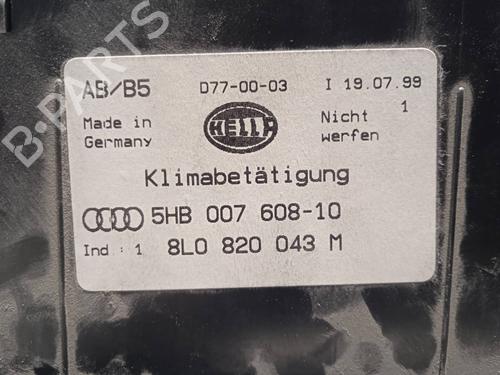 B-PARTS
AB/B5 D77-00-03 I 19.07.99
Made in Germany
HELLA
Nicht 1
werfen
Klimabetätigung
5HB 007 608-10
Ind : 1 8L0 820 043 M